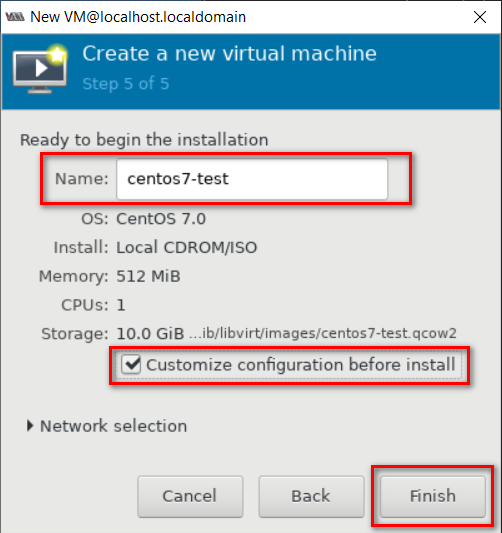 New VM@localhost.localdomain
Create a new virtual machine
Step 5 of 5
Ready to begin the installation
Name: centos7-test
OS: CentOS 7.0
Install: Local CDROM/ISO
Memory: 512 MiB
CPUs: 1
Storage: 10.0 GiB ...ib/libvirt/images/centos7-test.qcow2
Customize configuration before install
Network selection
Cancel Back Finish